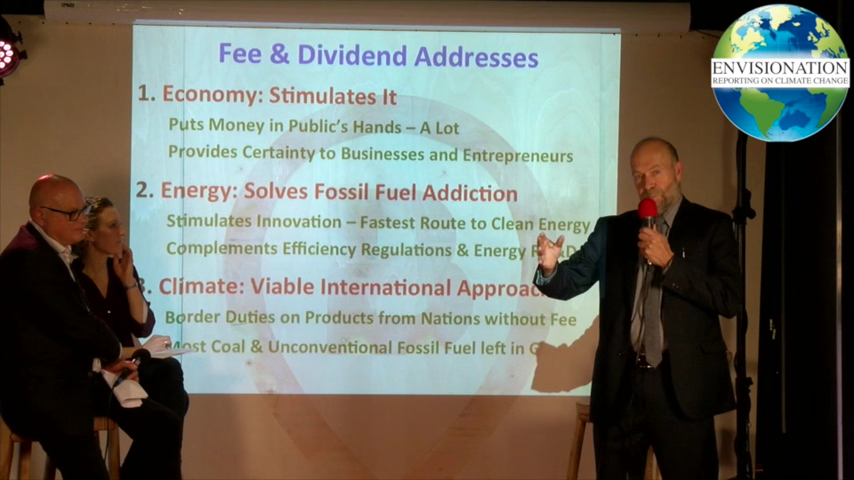 Fee & Dividend Addresses
1. Economy: Stimulates It
Puts Money in Public's Hands – A Lot
Provides Certainty to Businesses and Entrepreneurs
2. Energy: Solves Fossil Fuel Addiction
Stimulates Innovation – Fastest Route to Clean Energy
Complements Efficiency Regulations & Energy
3. Climate: Viable International
Border Duties on Products from Nations without Fee
Most Coal & Unconventional Fossil Fuel left in
ENVISIONATION
REPORTING ON CLIMATE CHANGE